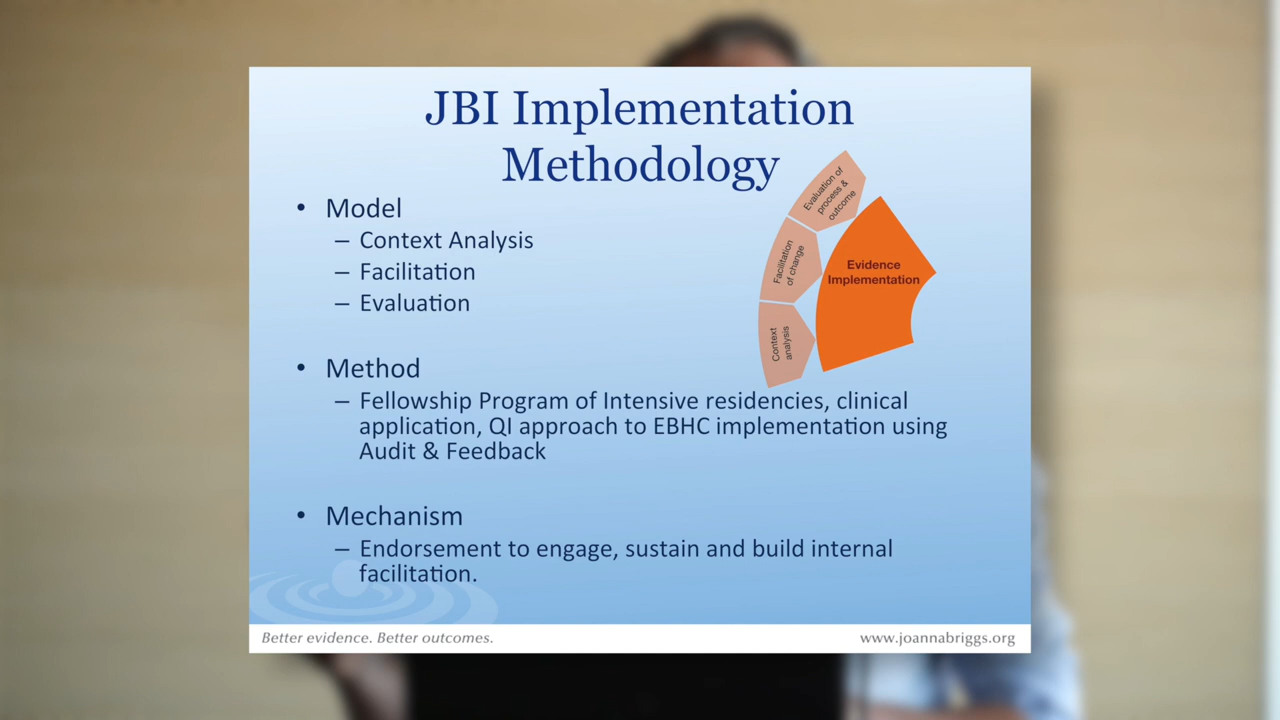 JBI Implementation
Methodology
• Model
– Context Analysis
– Facilitation
– Evaluation
• Method
– Fellowship Program of Intensive residencies, clinical
application, QI approach to EBHC implementation using
Audit & Feedback
• Mechanism
– Endorsement to engage, sustain and build internal
facilitation.
Evaluation of
process &
outcome
Facilitation
of change
Context
analysis
Evidence
Implementation
Better evidence. Better outcomes.
www.joannabriggs.org